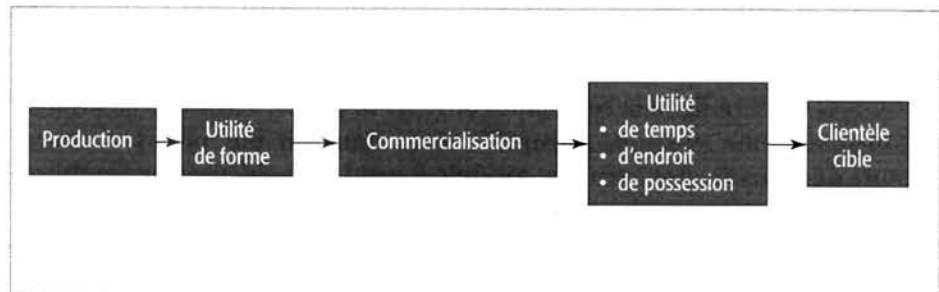 Production
Utilité
de forme
Commercialisation
Utilité
• de temps
• d'endroit
• de possession
Clientèle
cible